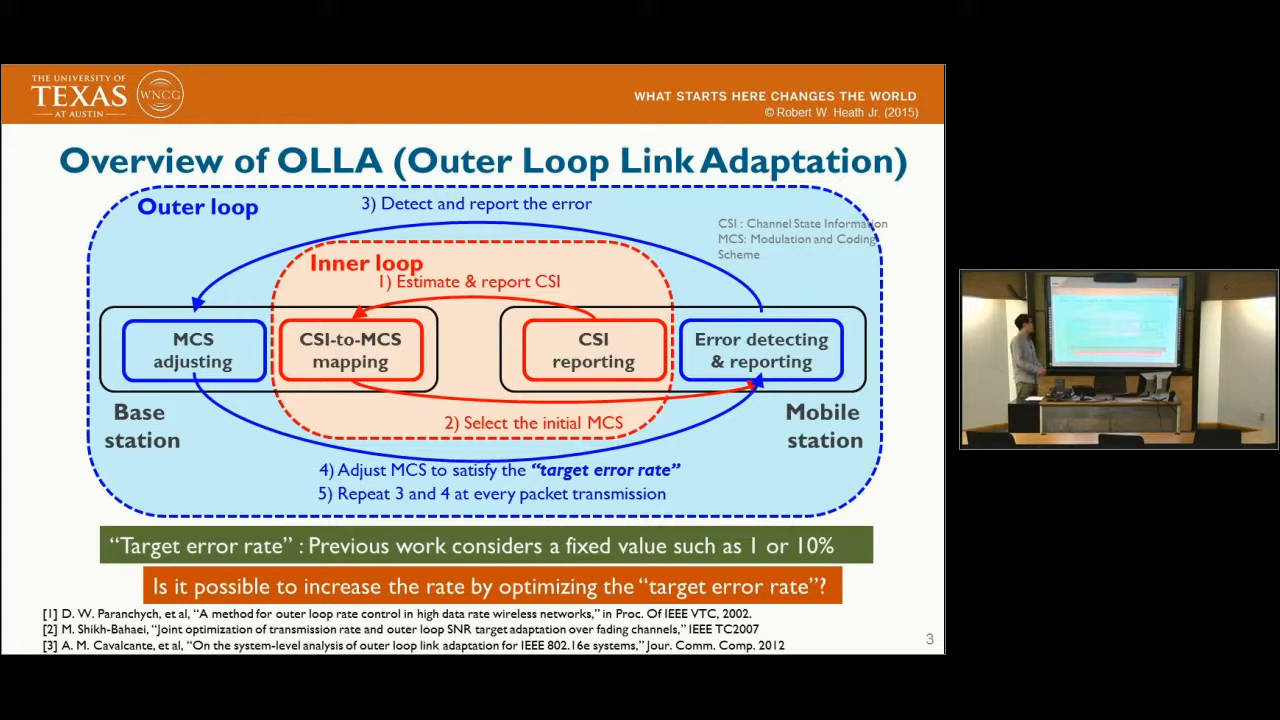 THE UNIVERSITY OF
TEXAS
AT AUSTIN
WNCG
WHAT STARTS HERE CHANGES THE WORLD
© Robert W. Heath Jr. (2015)
Overview of OLLA (Outer Loop Link Adaptation)
Outer loop
3) Detect and report the error
CSI : Channel State Information
MCS: Modulation and Coding
Scheme
Inner loop
1) Estimate & report CSI
MCS
adjusting
CSI-to-MCS
mapping
CSI
reporting
Error detecting
& reporting
Base
station
2) Select the initial MCS
Mobile
station
4) Adjust MCS to satisfy the “target error rate”
5) Repeat 3 and 4 at every packet transmission
“Target error rate” : Previous work considers a fixed value such as 1 or 10%
Is it possible to increase the rate by optimizing the “target error rate”?
[1] D. W. Paranchych, et al, “A method for outer loop rate control in high data rate wireless networks,” in Proc. Of IEEE VTC, 2002.
[2] M. Shikh-Bahaei, “Joint optimization of transmission rate and outer loop SNR target adaptation over fading channels,” IEEE TC2007
[3] A. M. Cavalcante, et al, “On the system-level analysis of outer loop link adaptation for IEEE 802.16e systems,” Jour. Comm. Comp. 2012
3